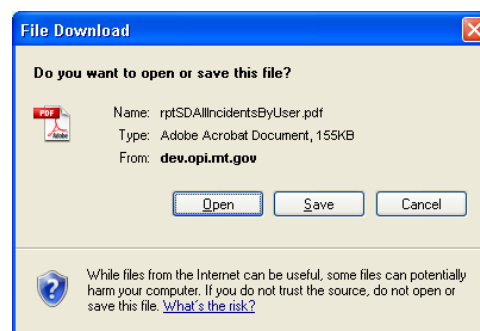 File Download
Do you want to open or save this file?
PDF
Adobe
Name: rptSDAllIncidentsByUser.pdf
Type: Adobe Acrobat Document, 155KB
From: dev.opi.mt.gov
Open Save Cancel
While files from the Internet can be useful, some files can potentially
harm your computer. If you do not trust the source, do not open or
save this file. What's the risk?